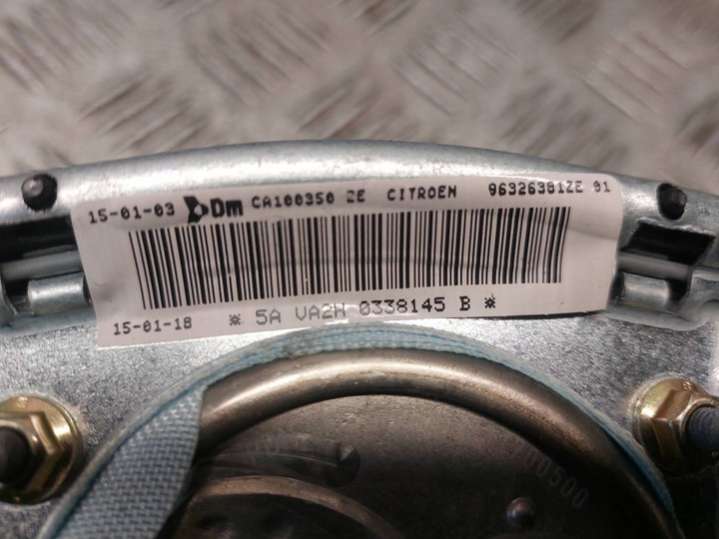 15-01-03 Dm CA100350 ZE CITROEN 96326381ZE 01
15-01-18 * 5A VA2H 0338145 B *